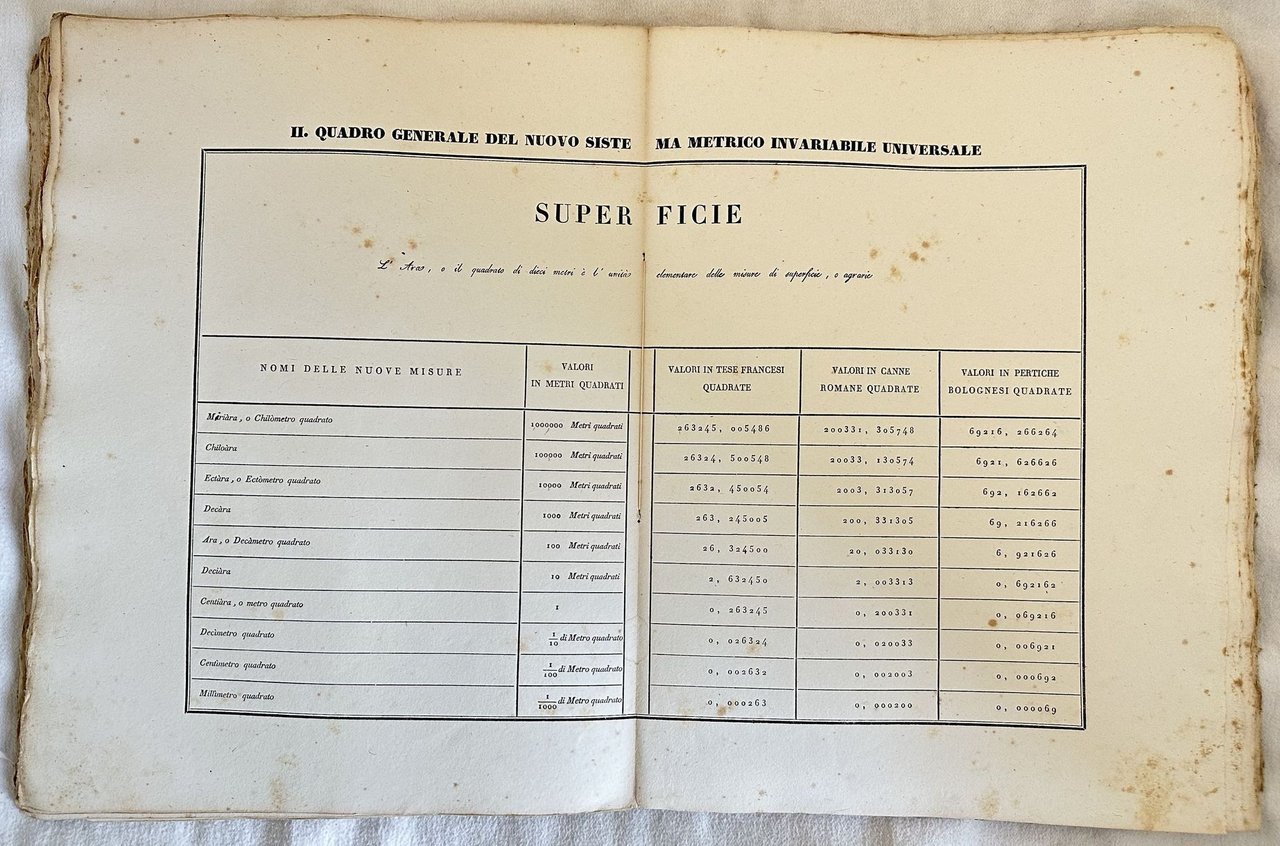 II. QUADRO GENERALE DEL NUOVO SISTE MA METRICO INVARIABILE UNIVERSALE
SUPER FICIE
L' Ara, o il quadrato di dieci metri è l' unità elementare delle misure di superficie, o agrarie
NOMI DELLE NUOVE MISURE VALORI IN METRI QUADRATI VALORI IN TESE FRANCESI QUADRATE VALORI IN CANNE ROMANE QUADRATE VALORI IN PERTICHE BOLOGNESI QUADRATE
Miriàra, o Chilòmetro quadrato 1000000 Metri quadrati 263245, 005486 200331, 305748 69216, 266264
Chiloàra 100000 Metri quadrati 26324, 500548 20033, 130574 6921, 626626
Ectàra, o Ectòmetro quadrato 10000 Metri quadrati 2632, 450054 2003, 313057 692, 162662
Decàra 1000 Metri quadrati 263, 245005 200, 331305 69, 216266
Ara, o Decàmetro quadrato 100 Metri quadrati 26, 324500 20, 033130 6, 921626
Deciàra 10 Metri quadrati 2, 632450 2, 003313 0, 692162
Centiàra, o metro quadrato 1 0, 263245 0, 200331 0, 069216
Decìmetro quadrato 1/10 di Metro quadrato 0, 026324 0, 020033 0, 006921
Centìmetro quadrato 1/100 di Metro quadrato 0, 002632 0, 002003 0, 000692
Millìmetro quadrato 1/1000 di Metro quadrato 0, 000263 0, 000200 0, 000069